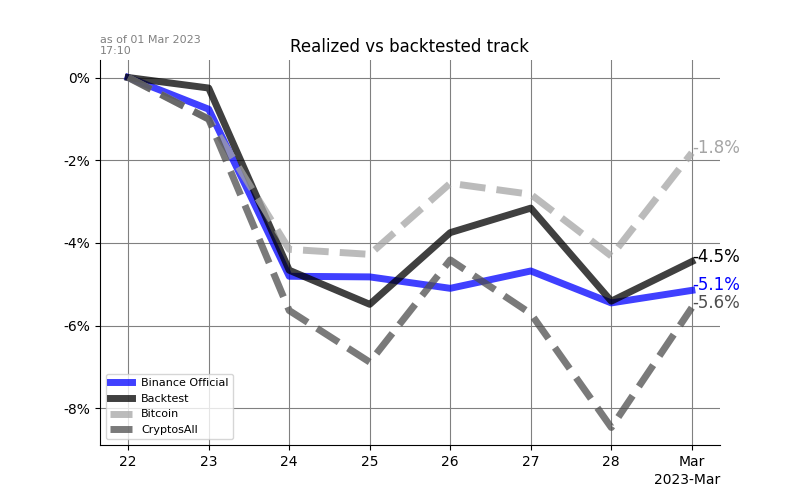 as of 01 Mar 2023
17:10
Realized vs backtested track
0%
-2%
-4%
-6%
-8%
-1.8%
-4.5%
-5.1%
-5.6%
Binance Official
Backtest
Bitcoin
CryptosAll
22 23 24 25 26 27 28 Mar
2023-Mar